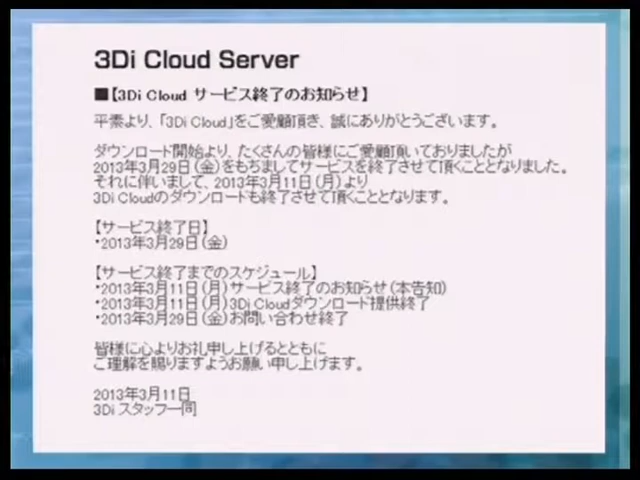 3Di Cloud Server
■【3Di Cloud サービス終了のお知らせ】
平素より、「3Di Cloud」をご愛顧頂き、誠にありがとうございます。
ダウンロード開始より、たくさんの皆様にご愛顧頂いておりましたが
2013年3月29日(金)をもちましてサービスを終了させて頂くこととなりました。
それに伴いまして、2013年3月11日(月)より
3Di Cloudのダウンロードも終了させて頂くこととなります。
【サービス終了日】
・2013年3月29日(金)
【サービス終了までのスケジュール】
・2013年3月11日(月)サービス終了のお知らせ(本告知)
・2013年3月11日(月)3Di Cloudダウンロード提供終了
・2013年3月29日(金)お問い合わせ終了
皆様に心よりお礼申し上げるとともに
ご理解を賜りますようお願い申し上げます。
2013年3月11日
3Di スタッフ一同